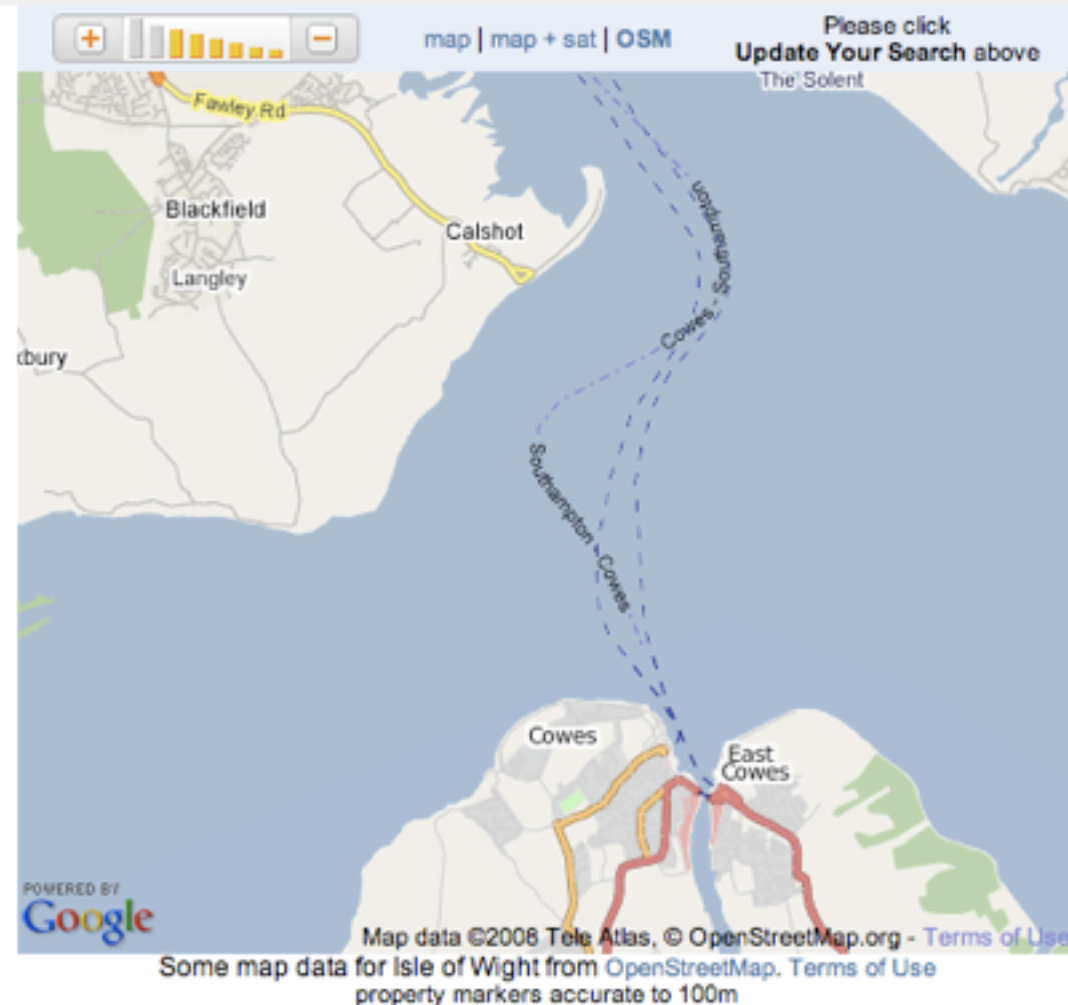 map | map + sat | OSM
Please click
Update Your Search above
The Solent
Fawley Rd
Blackfield
Calshot
Langley
xbury
Cowes - Southampton
Southampton - Cowes
Cowes
East
Cowes
POWERED BY
Google
Map data ©2008 Tele Atlas, © OpenStreetMap.org - Terms of Use
Some map data for Isle of Wight from OpenStreetMap. Terms of Use
property markers accurate to 100m